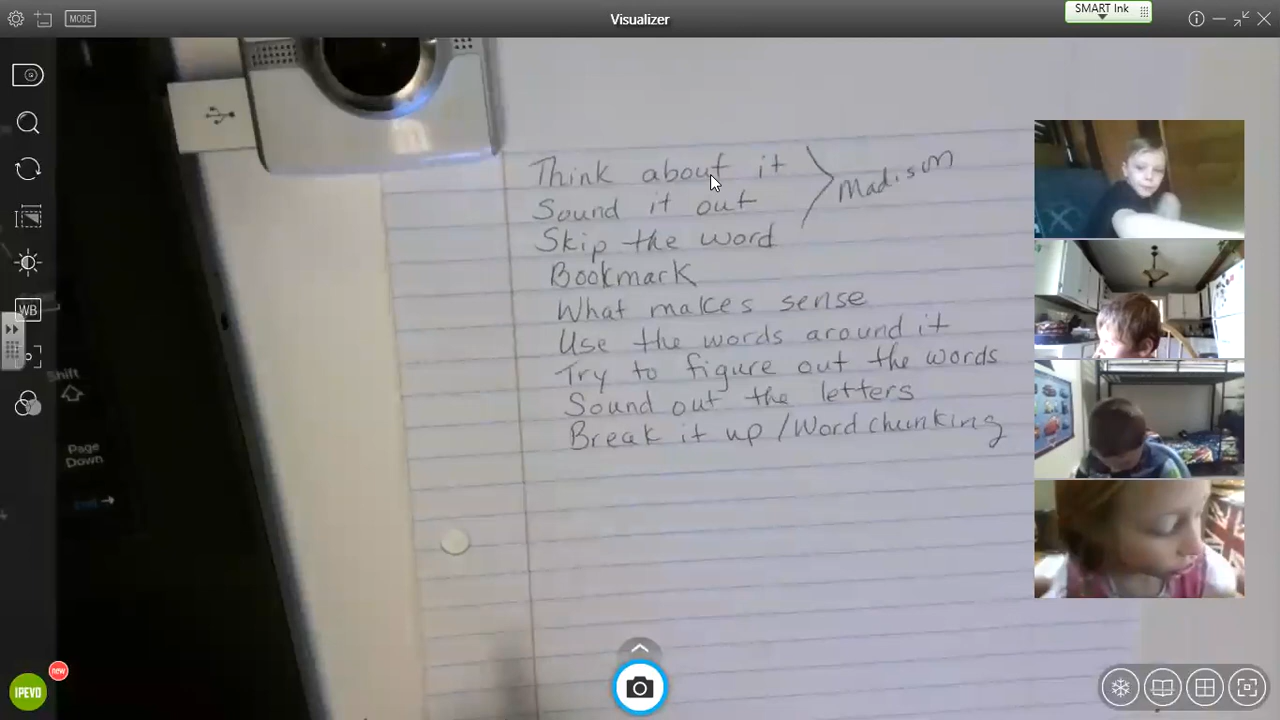 MODE
Visualizer
SMART Ink
Think about it
Sound it out
Madison
Skip the word
Bookmark
What makes sense
WB
Use the words around it
Try to figure out the words
Sound out the letters
Break it up / Word chunking
Shift
Page
Down
End
new
IPEVO